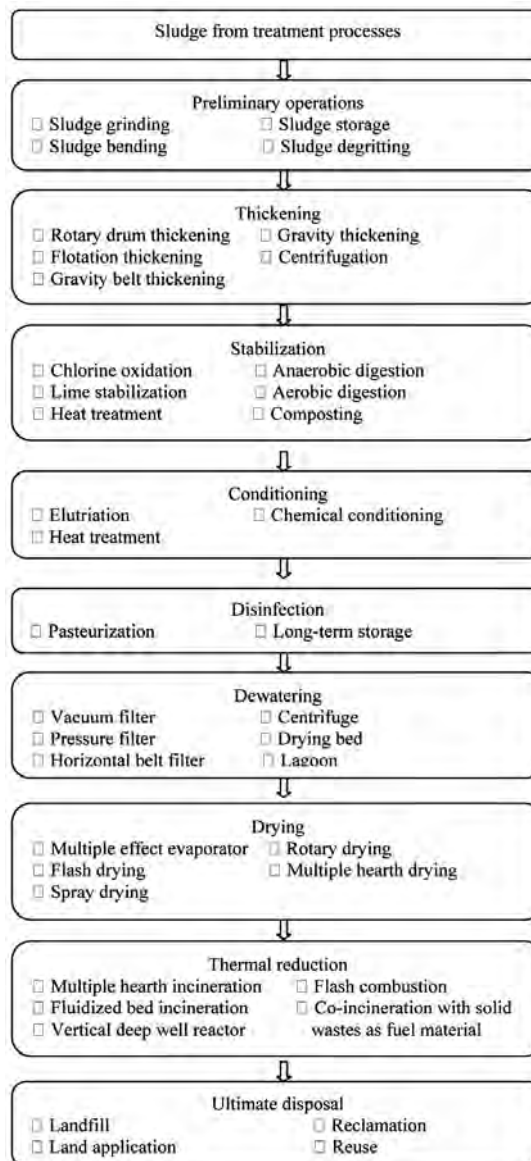 Sludge from treatment processes
Preliminary operations
□ Sludge grinding □ Sludge storage
□ Sludge bending □ Sludge degritting
Thickening
□ Rotary drum thickening □ Gravity thickening
□ Flotation thickening □ Centrifugation
□ Gravity belt thickening
Stabilization
□ Chlorine oxidation □ Anaerobic digestion
□ Lime stabilization □ Aerobic digestion
□ Heat treatment □ Composting
Conditioning
□ Elutriation □ Chemical conditioning
□ Heat treatment
Disinfection
□ Pasteurization □ Long-term storage
Dewatering
□ Vacuum filter □ Centrifuge
□ Pressure filter □ Drying bed
□ Horizontal belt filter □ Lagoon
Drying
□ Multiple effect evaporator □ Rotary drying
□ Flash drying □ Multiple hearth drying
□ Spray drying
Thermal reduction
□ Multiple hearth incineration □ Flash combustion
□ Fluidized bed incineration □ Co-incineration with solid
□ Vertical deep well reactor wastes as fuel material
Ultimate disposal
□ Landfill □ Reclamation
□ Land application □ Reuse